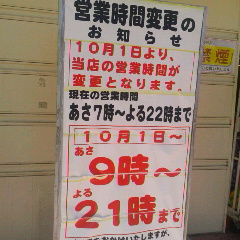 営業時間変更の
お知らせ
10月1日より、
当店の営業時間が
変更となります。
現在の営業時間
あさ7時～よる22時まで
10月1日～
あさ
9時～
よる
21時まで
禁煙